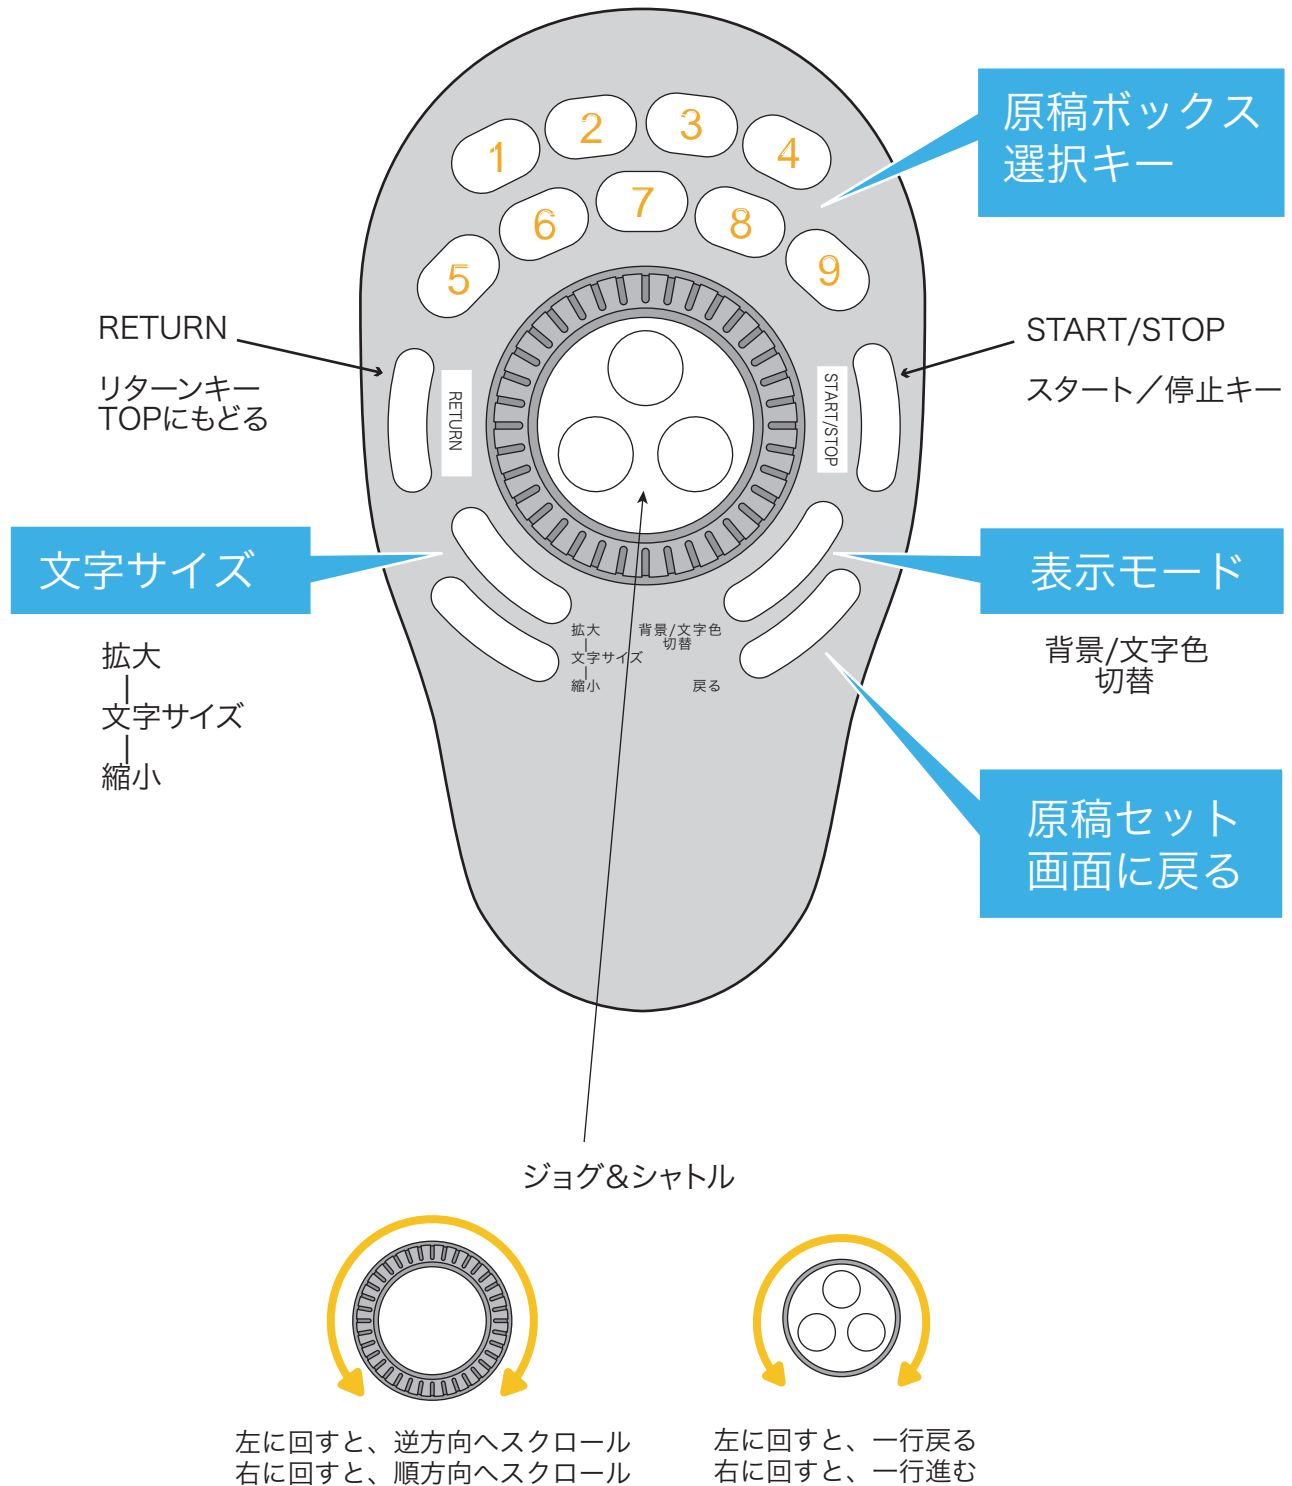 1
2
3
4
5
6
7
8
9
原稿ボックス
選択キー
RETURN
リターンキー
TOPにもどる
RETURN
START/STOP
START/STOP
スタート／停止キー
文字サイズ
拡大
文字サイズ
縮小
拡大
文字サイズ
縮小
背景/文字色
切替
戻る
表示モード
背景/文字色
切替
原稿セット
画面に戻る
ジョグ&シャトル
左に回すと、逆方向へスクロール
右に回すと、順方向へスクロール
左に回すと、一行戻る
右に回すと、一行進む